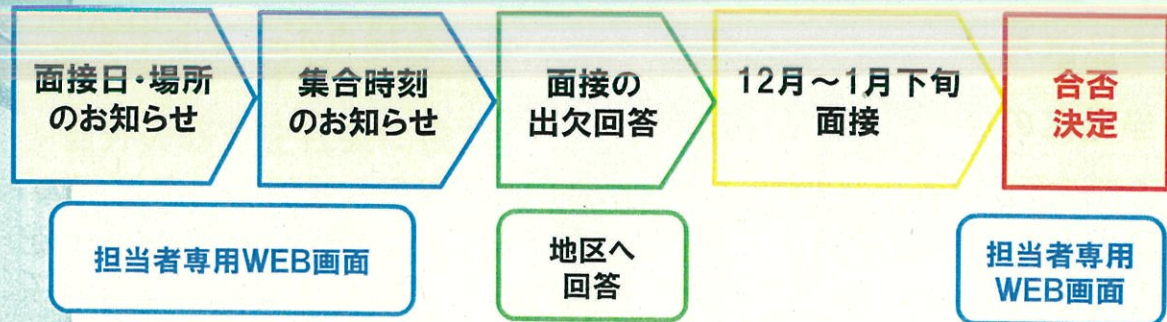 面接日・場所
のお知らせ
集合時刻
のお知らせ
面接の
出欠回答
12月~1月下旬
面接
合否
決定
担当者専用WEB画面
地区へ
回答
担当者専用
WEB画面